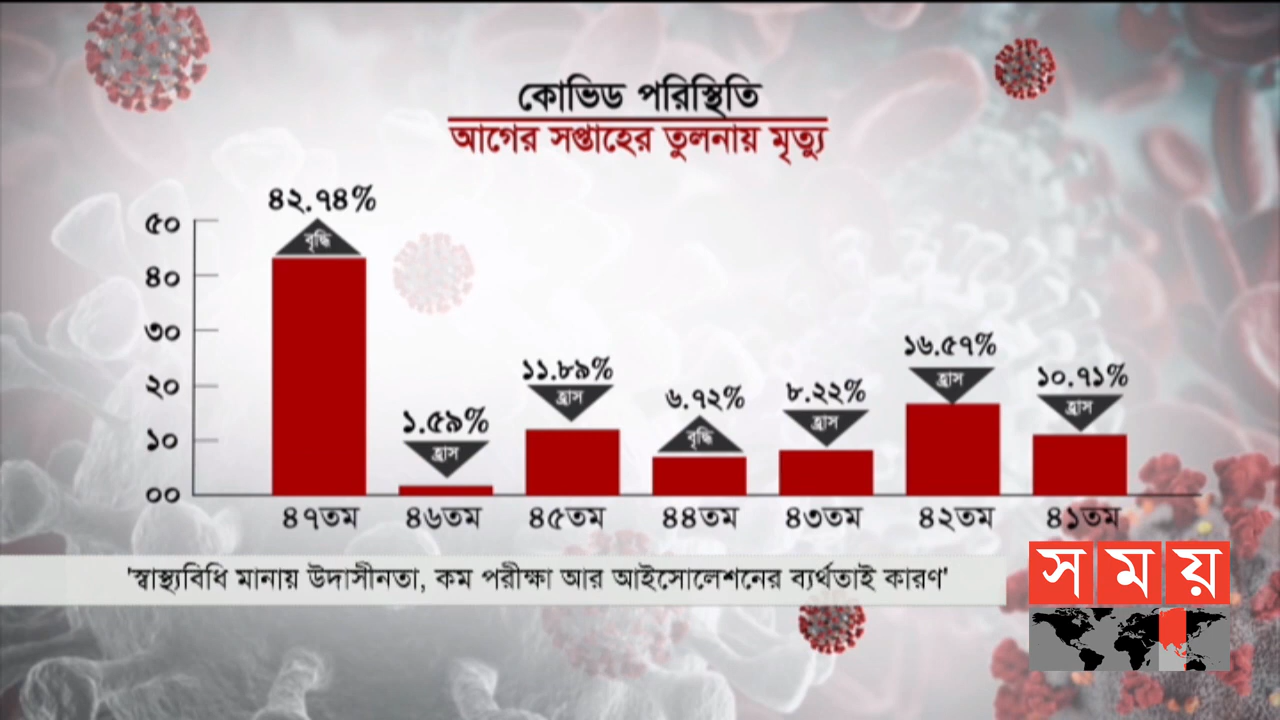 কোভিড পরিস্থিতি
আগের সপ্তাহের তুলনায় মৃত্যু
৫০
৪০
৩০
২০
১০
০০
৪২.৭৪%
বৃদ্ধি
১.৫৯%
হ্রাস
১১.৮৯%
হ্রাস
৬.৭২%
বৃদ্ধি
৮.২২%
হ্রাস
১৬.৫৭%
হ্রাস
১০.৭১%
হ্রাস
৪৭তম ৪৬তম ৪৫তম ৪৪তম ৪৩তম ৪২তম ৪১তম
'স্বাস্থ্যবিধি মানায় উদাসীনতা, কম পরীক্ষা আর আইসোলেশনের ব্যর্থতাই কারণ'
সময়